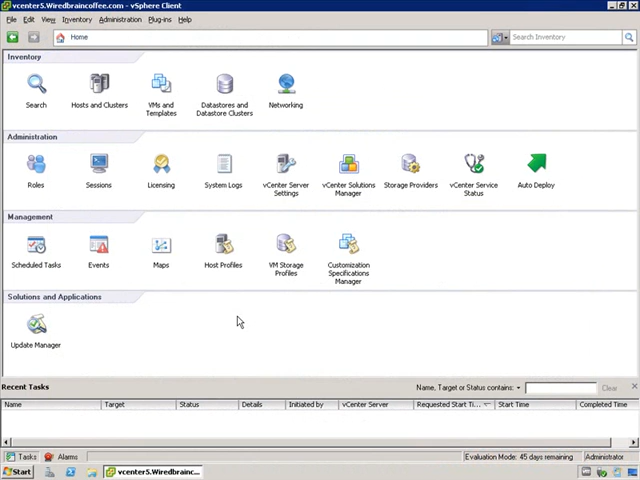 vcenter5.Wiredbraincoffee.com - vSphere Client
File Edit View Inventory Administration Plug-ins Help
Home
Search Inventory
Inventory
Search
Hosts and Clusters
VMs and
Templates
Datastores and
Datastore Clusters
Networking
Administration
Roles
Sessions
Licensing
System Logs
vCenter Server
Settings
vCenter Solutions
Manager
Storage Providers
vCenter Service
Status
Auto Deploy
Management
Scheduled Tasks
Events
Maps
Host Profiles
VM Storage
Profiles
Customization
Specifications
Manager
Solutions and Applications
Update Manager
Recent Tasks
Name, Target or Status contains:
Clear
Name Target Status Details Initiated by vCenter Server Requested Start Ti... Start Time Completed Time
Tasks Alarms
Evaluation Mode: 45 days remaining
Administrator
Start
vcenter5.Wiredbrainc...